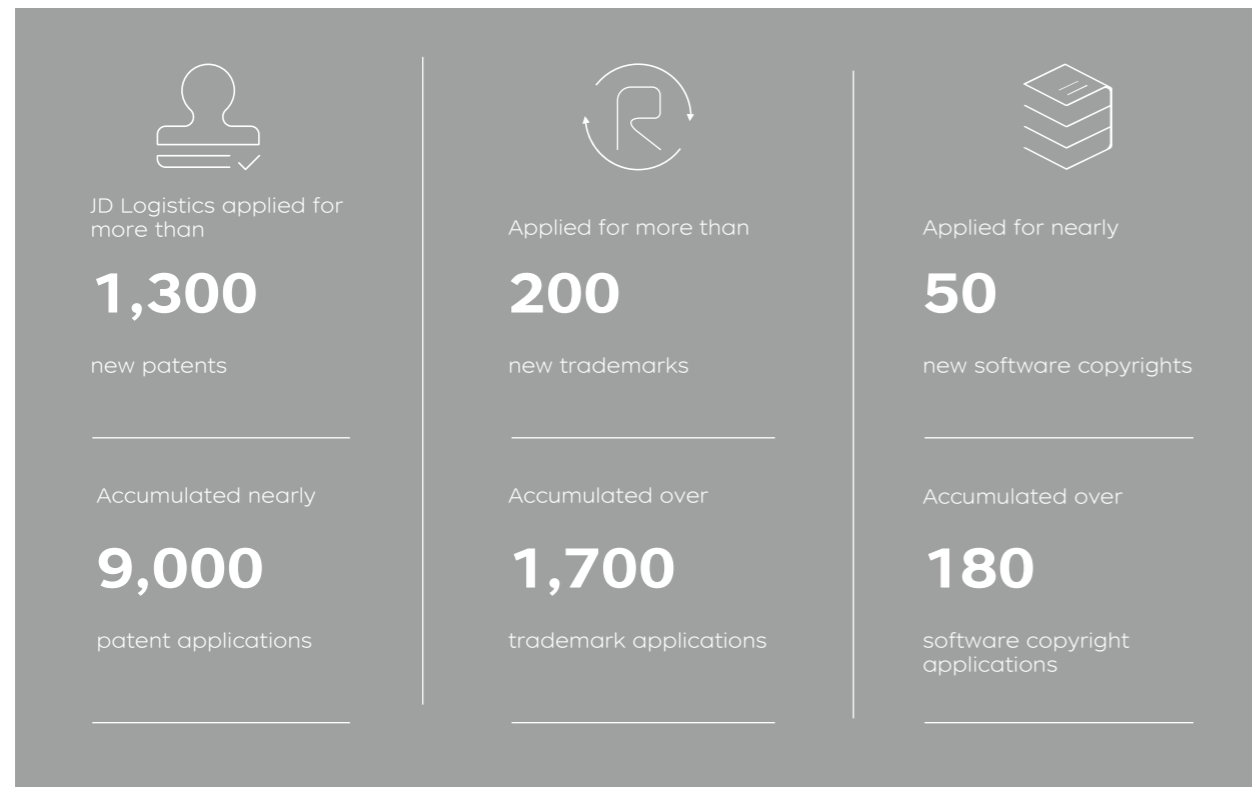 JD Logistics applied for
more than
1,300
new patents
Accumulated nearly
9,000
patent applications
R
Applied for more than
200
new trademarks
Accumulated over
1,700
trademark applications
Applied for nearly
50
new software copyrights
Accumulated over
180
software copyright
applications